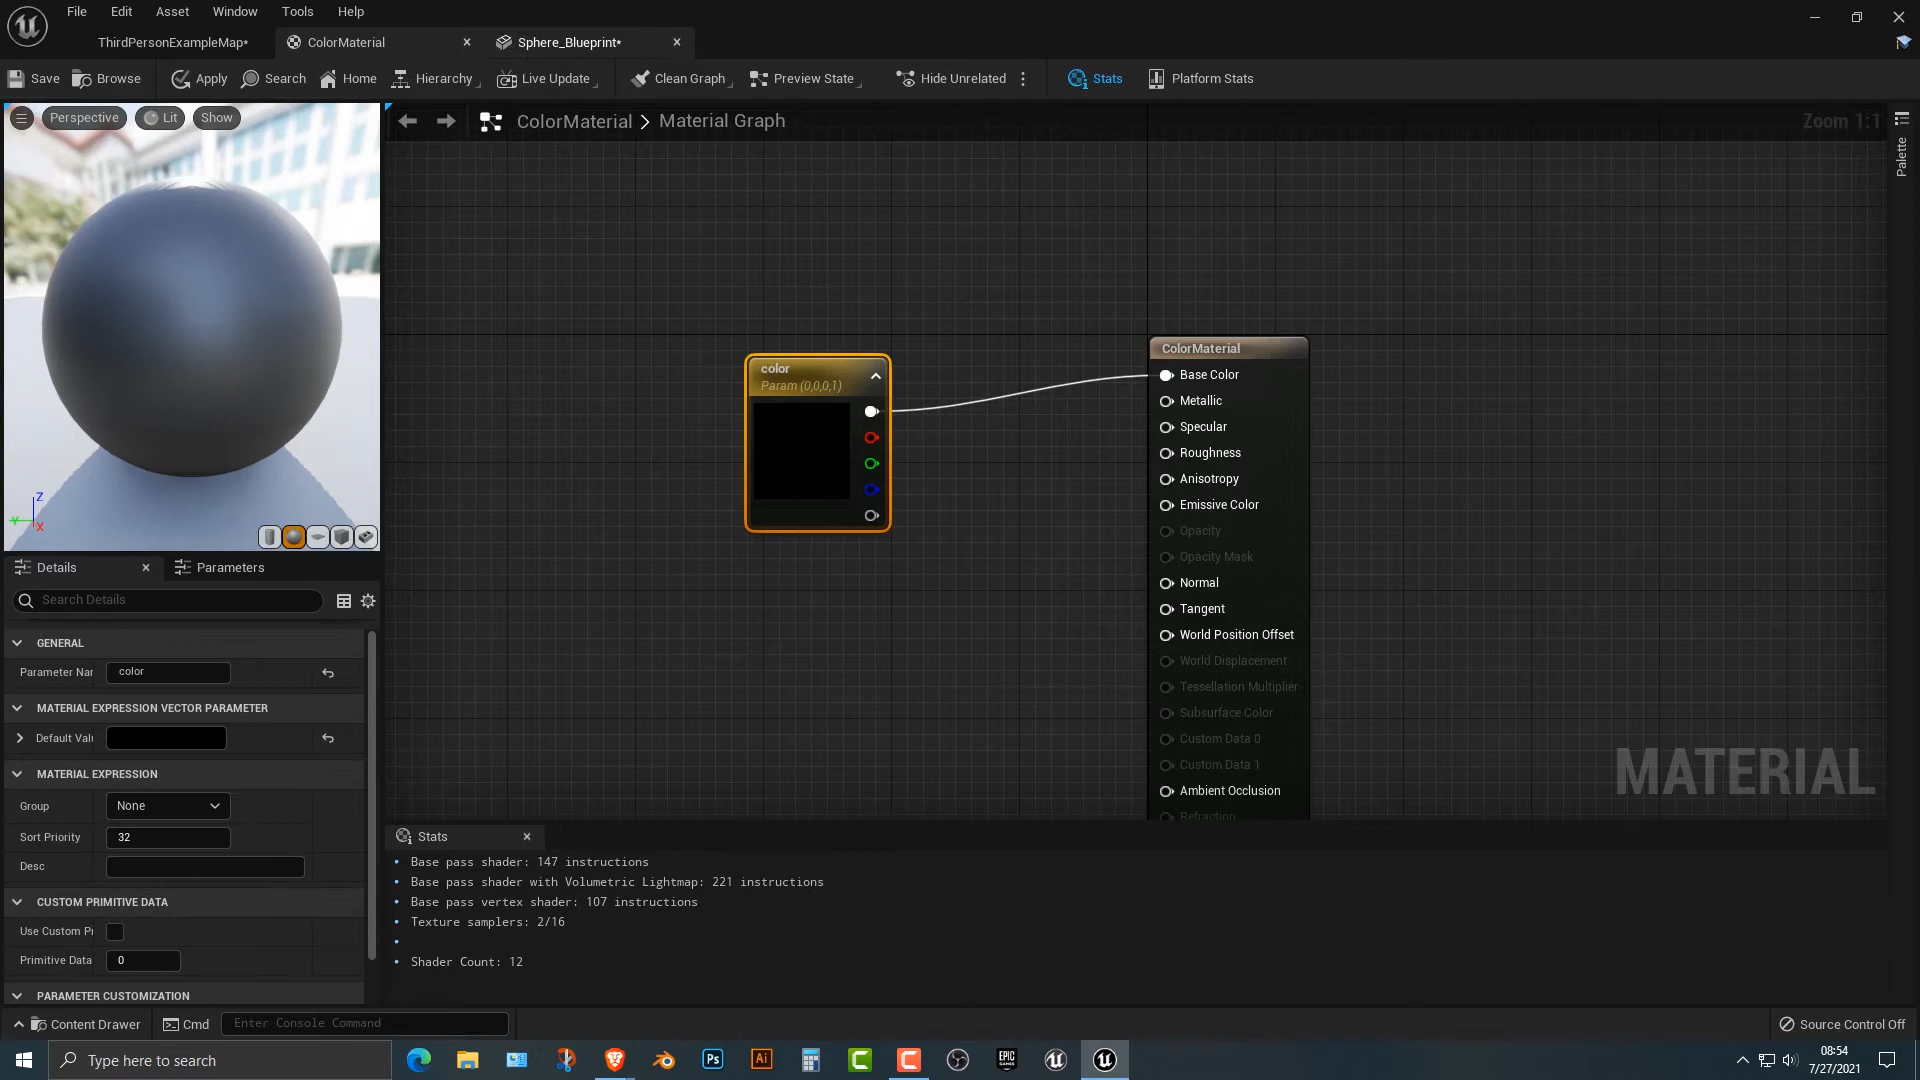 File Edit Asset Window Tools Help
ThirdPersonExampleMap* ColorMaterial Sphere_Blueprint*
Save Browse Apply Search Home Hierarchy Live Update Clean Graph Preview State Hide Unrelated Stats Platform Stats
Perspective Lit Show
ColorMaterial > Material Graph
Zoom 1:1
Palette
color
Param (0,0,0,1)
ColorMaterial
Base Color
Metallic
Specular
Roughness
Anisotropy
Emissive Color
Opacity
Opacity Mask
Normal
Tangent
World Position Offset
World Displacement
Tessellation Multiplier
Subsurface Color
Custom Data 0
Custom Data 1
Ambient Occlusion
Refraction
MATERIAL
Z
Y
X
Details Parameters
Search Details
GENERAL
Parameter Nar color
MATERIAL EXPRESSION VECTOR PARAMETER
Default Valu
MATERIAL EXPRESSION
Group None
Sort Priority 32
Desc
CUSTOM PRIMITIVE DATA
Use Custom Pr
Primitive Data 0
PARAMETER CUSTOMIZATION
Stats
Base pass shader: 147 instructions
Base pass shader with Volumetric Lightmap: 221 instructions
Base pass vertex shader: 107 instructions
Texture samplers: 2/16
Shader Count: 12
Content Drawer Cmd Enter Console Command Source Control Off
Type here to search
Ps
Ai
EPIC GAMES
08:54
7/27/2021